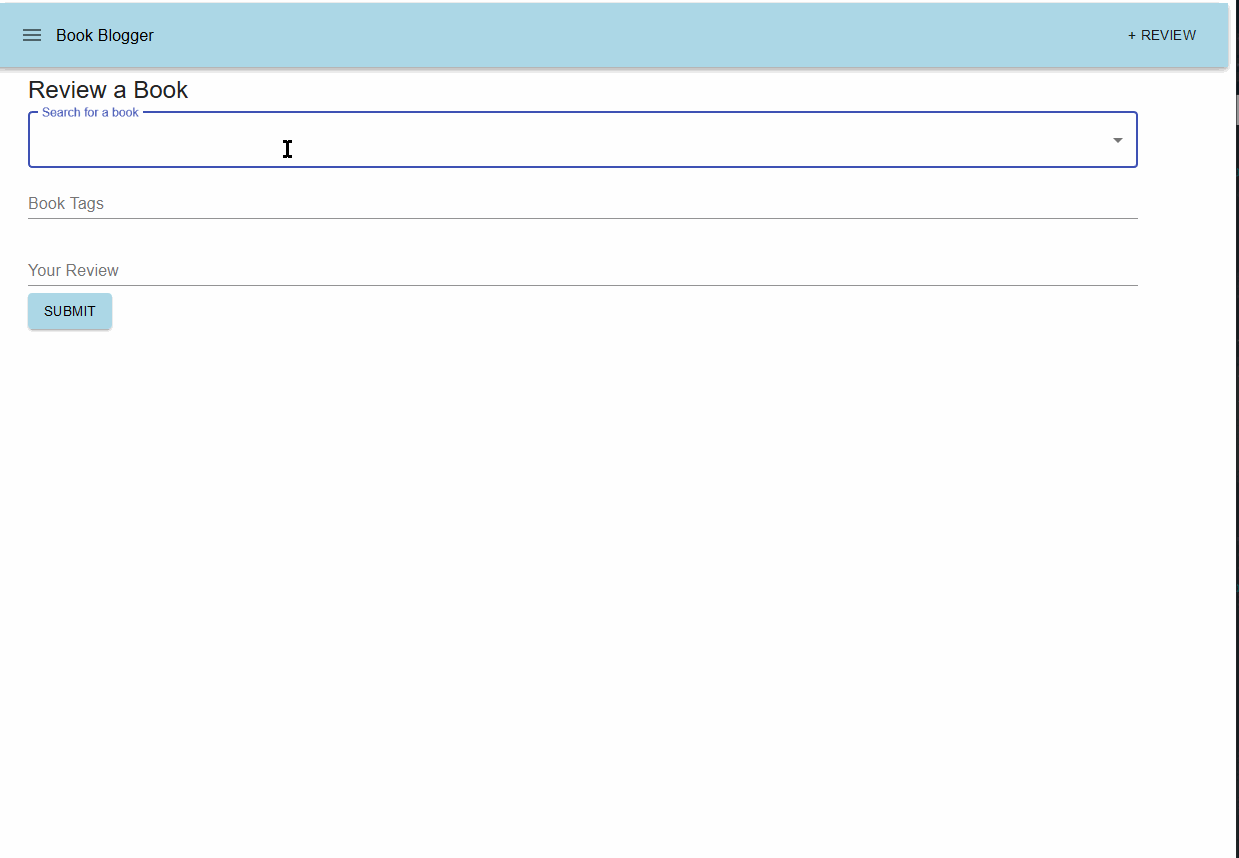 Book Blogger
+ REVIEW
Review a Book
Search for a book
Book Tags
Your Review
SUBMIT